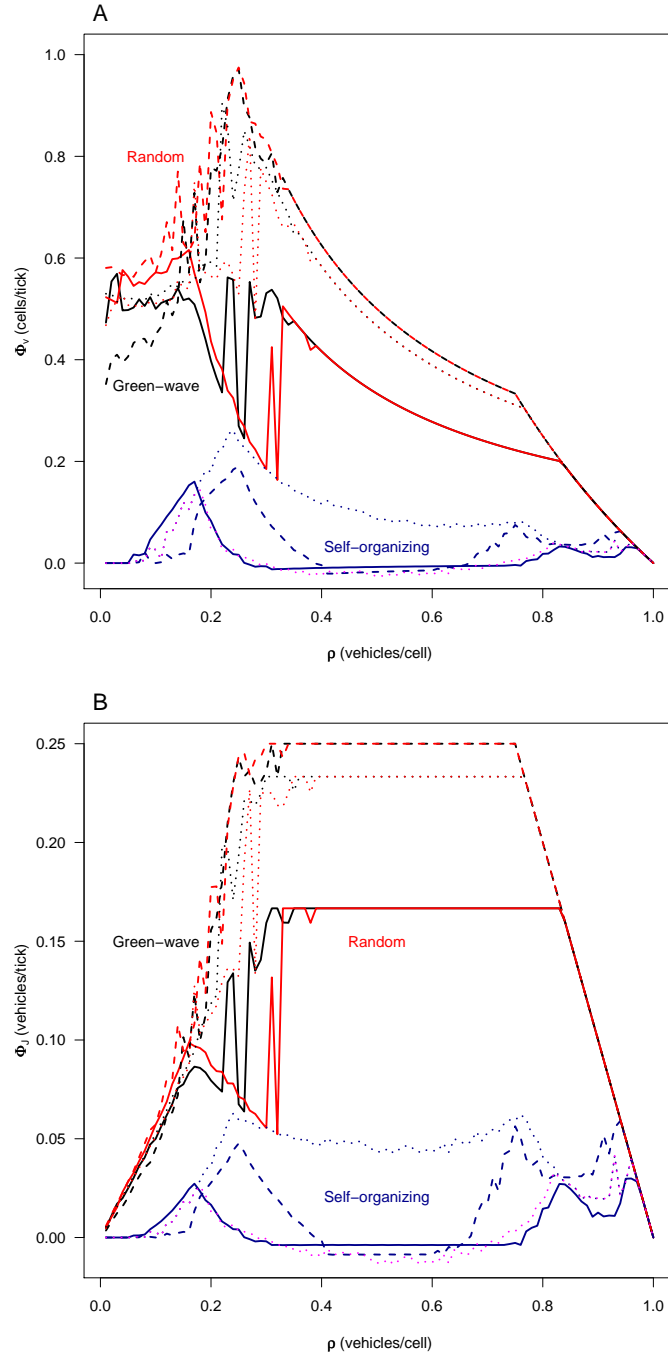 A
1.0
0.8
0.6
0.4
0.2
0.0
Φv (cells/tick)
Random
Green−wave
Self−organizing
0.0 0.2 0.4 0.6 0.8 1.0
ρ (vehicles/cell)
B
0.25
0.20
0.15
0.10
0.05
0.00
ΦJ (vehicles/tick)
Green−wave
Random
Self−organizing
0.0 0.2 0.4 0.6 0.8 1.0
ρ (vehicles/cell)